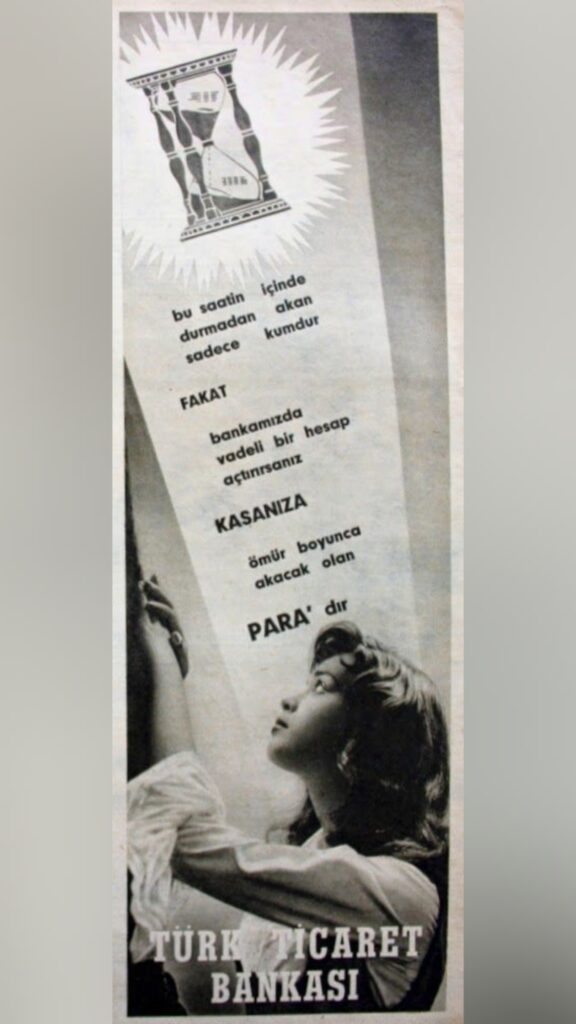 bu saatin içinde
durmadan akan
sadece kumdur
FAKAT
bankamızda
vadeli bir hesap
açtırırsanız
KASANIZA
ömür boyunca
akacak olan
PARA' dır
TÜRK TİCARET
BANKASI